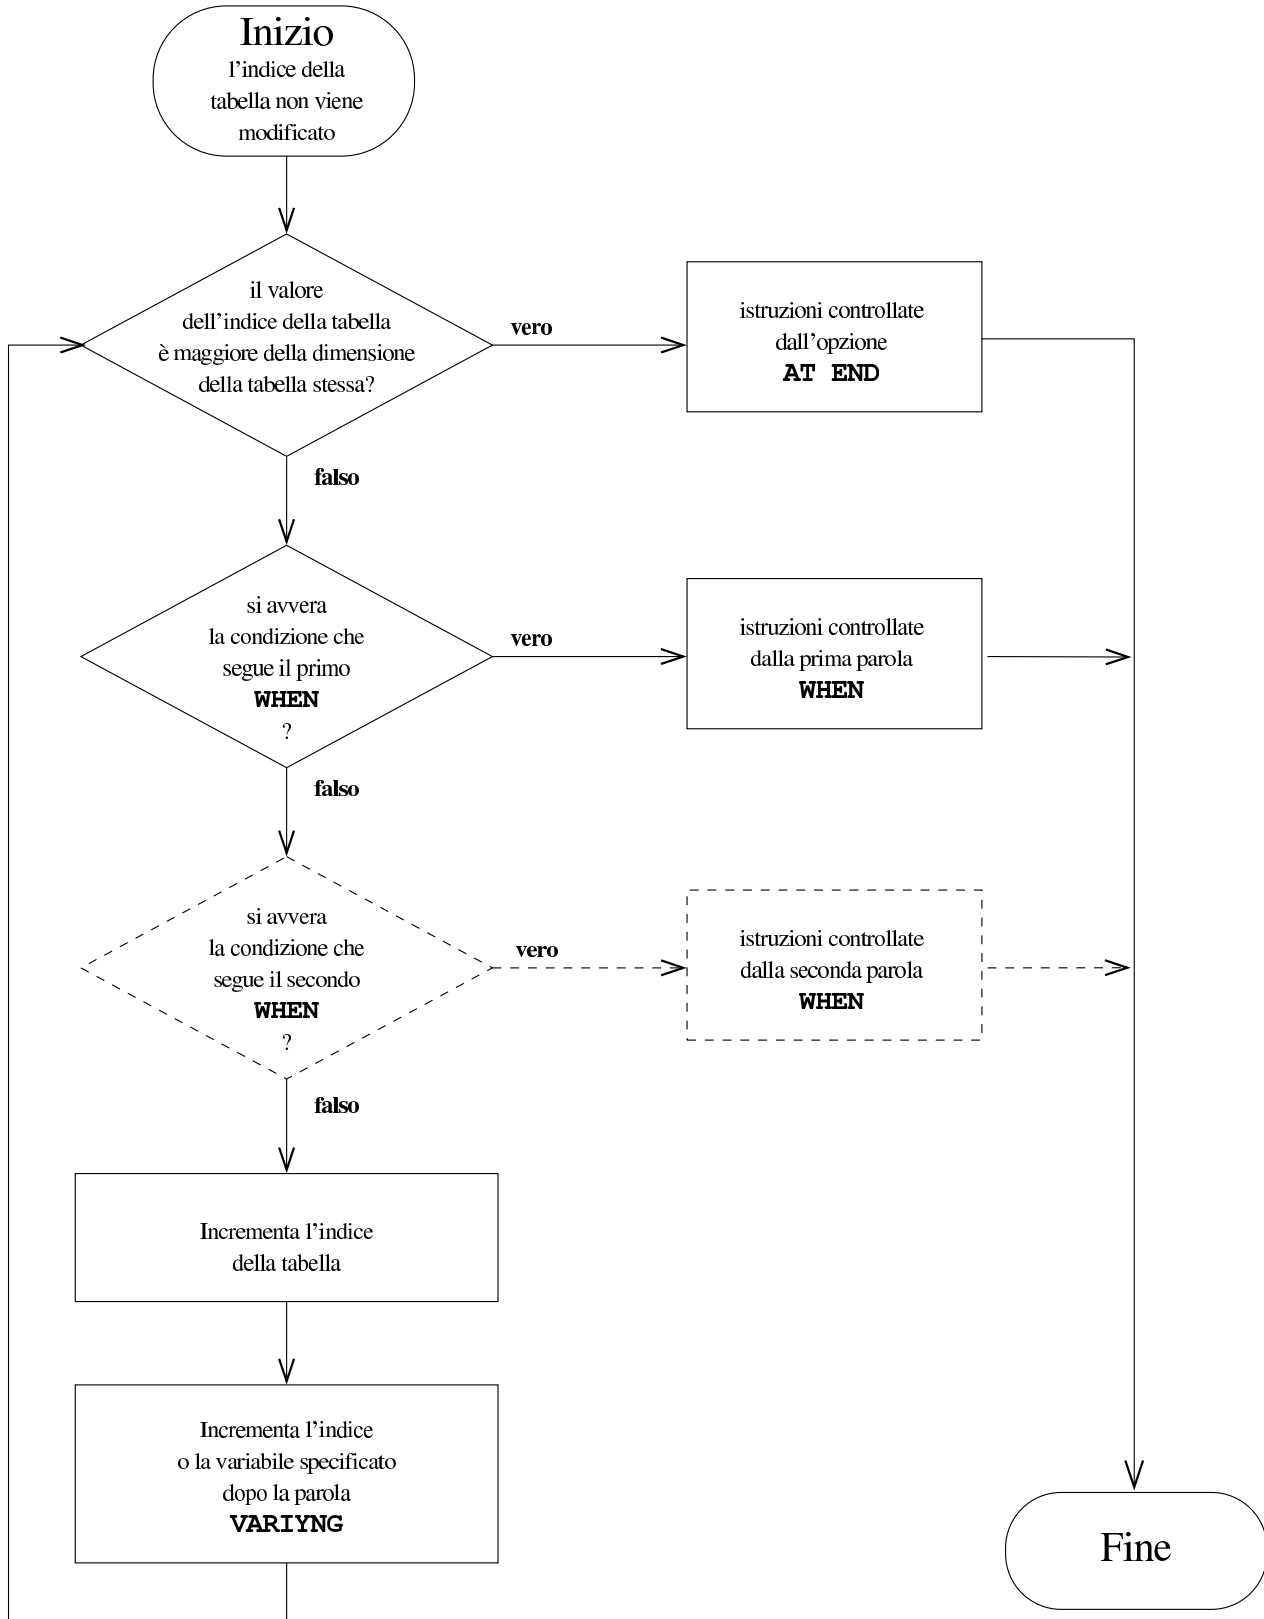 Inizio
l'indice della
tabella non viene
modificato
il valore
dell'indice della tabella
è maggiore della dimensione
della tabella stessa?
vero
istruzioni controllate
dall'opzione
AT END
falso
si avvera
la condizione che
segue il primo
WHEN
?
vero
istruzioni controllate
dalla prima parola
WHEN
falso
si avvera
la condizione che
segue il secondo
WHEN
?
vero
istruzioni controllate
dalla seconda parola
WHEN
falso
Incrementa l'indice
della tabella
Incrementa l'indice
o la variabile specificato
dopo la parola
VARIYNG
Fine